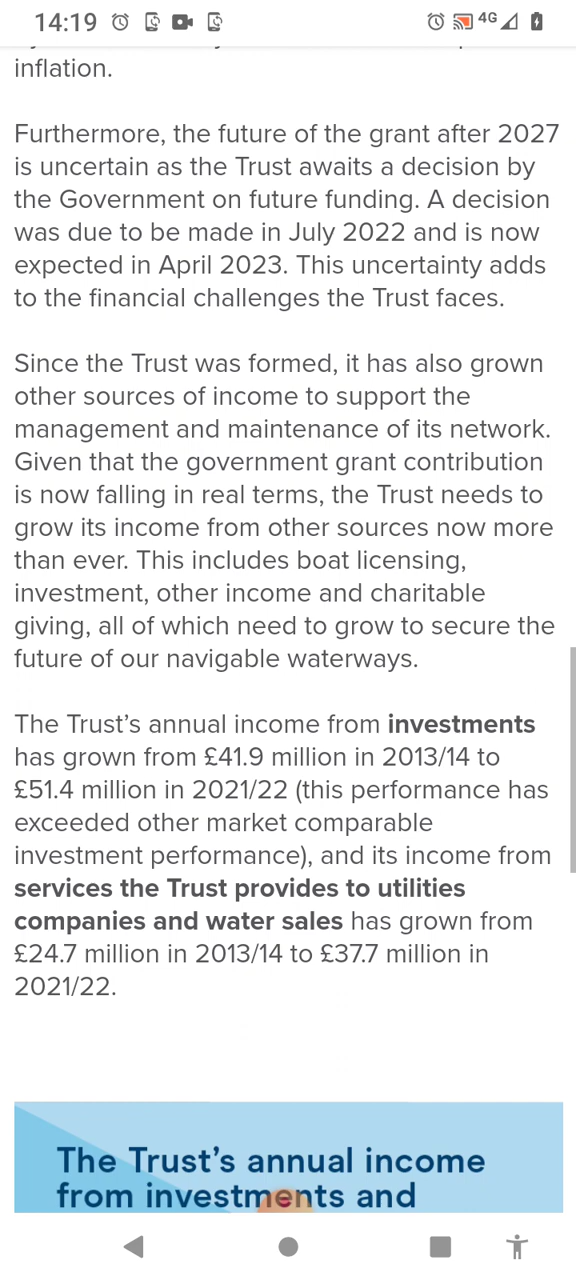 14:19
4G
inflation.
Furthermore, the future of the grant after 2027
is uncertain as the Trust awaits a decision by
the Government on future funding. A decision
was due to be made in July 2022 and is now
expected in April 2023. This uncertainty adds
to the financial challenges the Trust faces.
Since the Trust was formed, it has also grown
other sources of income to support the
management and maintenance of its network.
Given that the government grant contribution
is now falling in real terms, the Trust needs to
grow its income from other sources now more
than ever. This includes boat licensing,
investment, other income and charitable
giving, all of which need to grow to secure the
future of our navigable waterways.
The Trust’s annual income from investments
has grown from £41.9 million in 2013/14 to
£51.4 million in 2021/22 (this performance has
exceeded other market comparable
investment performance), and its income from
services the Trust provides to utilities
companies and water sales has grown from
£24.7 million in 2013/14 to £37.7 million in
2021/22.
The Trust’s annual income
from investments and